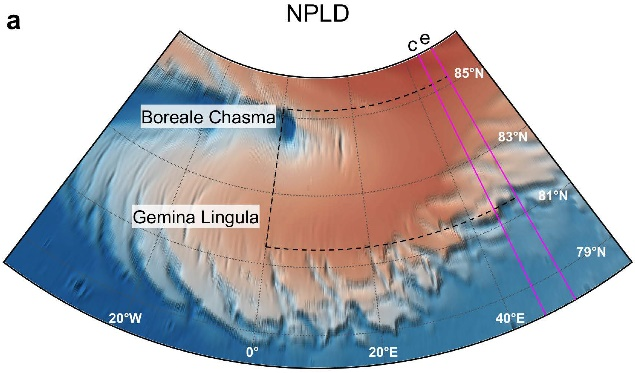 a
NPLD
c e
85°N
Boreale Chasma
83°N
81°N
Gemina Lingula
79°N
20°W
40°E
0°
20°E